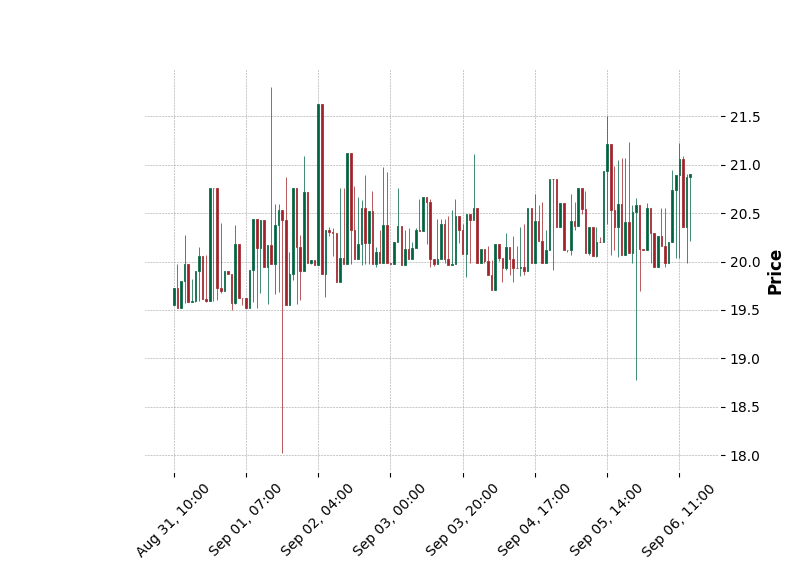 21.5
21.0
20.5
20.0
19.5
19.0
18.5
18.0
Price
Aug 31, 10:00
Sep 01, 07:00
Sep 02, 04:00
Sep 03, 00:00
Sep 03, 20:00
Sep 04, 17:00
Sep 05, 14:00
Sep 06, 11:00